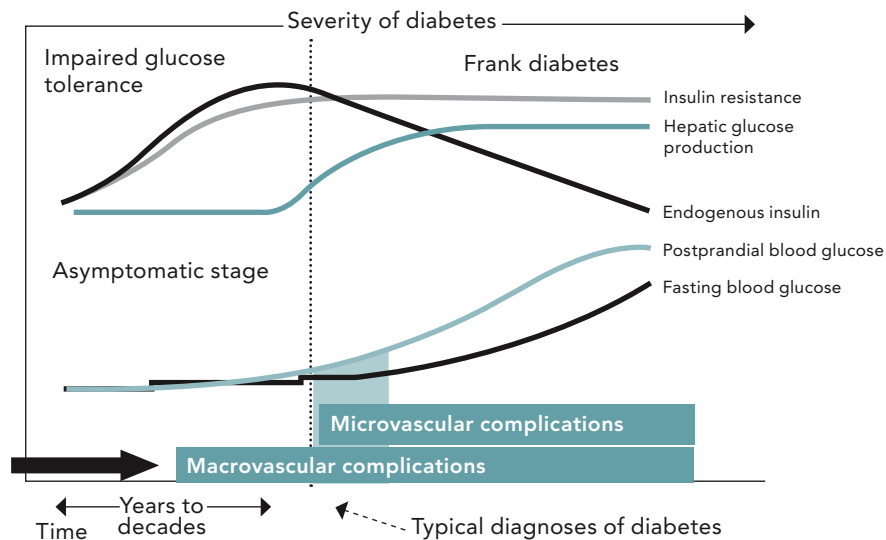 Severity of diabetes
Impaired glucose
tolerance
Frank diabetes
Insulin resistance
Hepatic glucose
production
Endogenous insulin
Postprandial blood glucose
Asymptomatic stage
Fasting blood glucose
Microvascular complications
Macrovascular complications
Years to
decades
Time
Typical diagnoses of diabetes